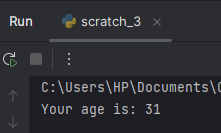 Run
scratch_3
C:\Users\HP\Documents\
Your age is: 31